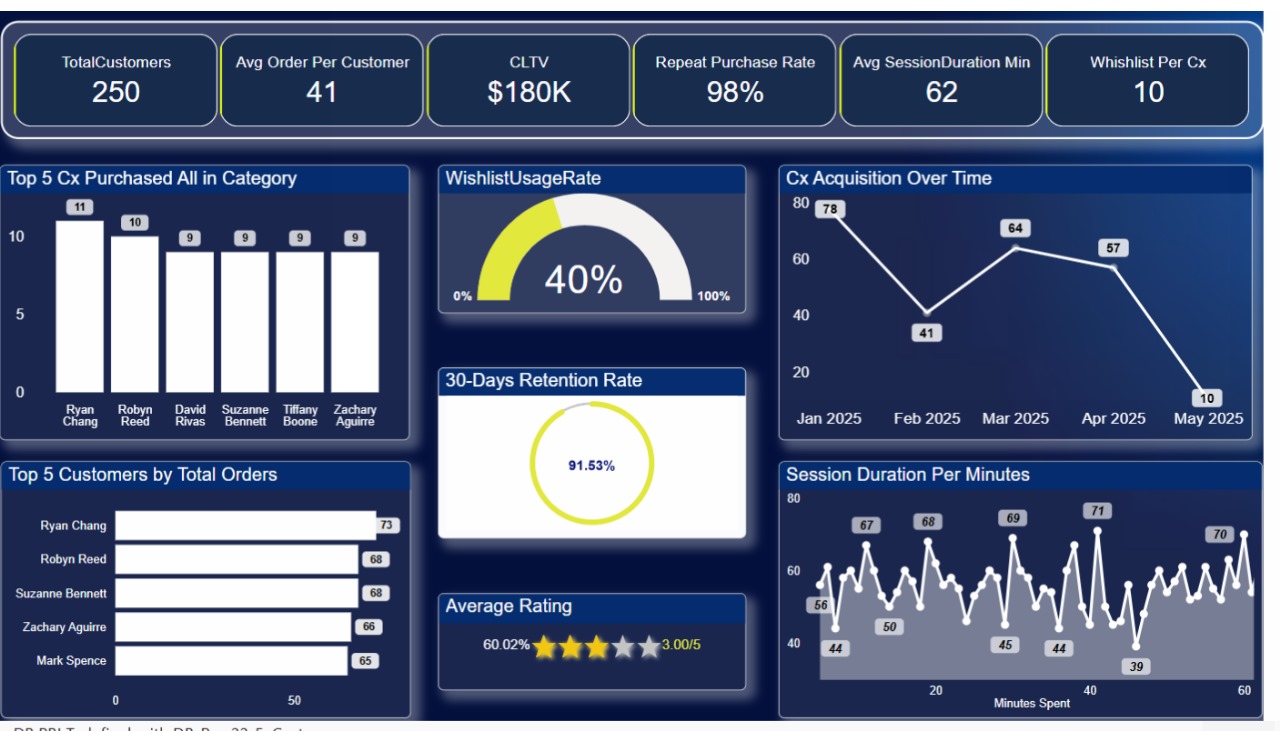 TotalCustomers
250
Avg Order Per Customer
41
CLTV
$180K
Repeat Purchase Rate
98%
Avg SessionDuration Min
62
Whishlist Per Cx
10
Top 5 Cx Purchased All in Category
11
10
9
9
9
9
10
5
0
Ryan Chang
Robyn Reed
David Rivas
Suzanne Bennett
Tiffany Boone
Zachary Aguirre
WishlistUsageRate
40%
0%
100%
Cx Acquisition Over Time
80
60
40
20
78
41
64
57
10
Jan 2025
Feb 2025
Mar 2025
Apr 2025
May 2025
30-Days Retention Rate
91.53%
Top 5 Customers by Total Orders
Ryan Chang 73
Robyn Reed 68
Suzanne Bennett 68
Zachary Aguirre 66
Mark Spence 65
0
50
Average Rating
60.02% 3.00/5
Session Duration Per Minutes
80
60
40
56
44
67
50
68
45
69
44
71
39
70
20
40
60
Minutes Spent